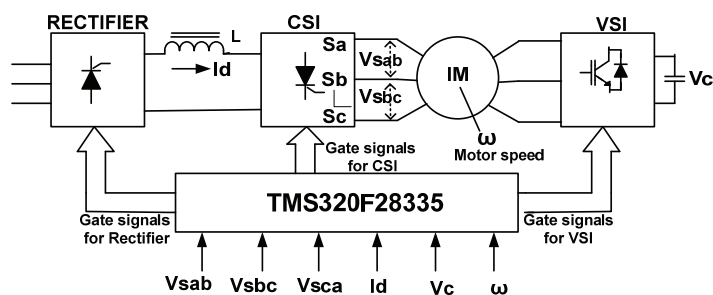 RECTIFIER
L
CSI
VSI
Id
Sa
Sb
Sc
Vsab
Vsbc
IM
ω
Motor speed
Vc
Gate signals
for CSI
TMS320F28335
Gate signals
for Rectifier
Gate signals
for VSI
Vsab
Vsbc
Vsca
Id
Vc
ω